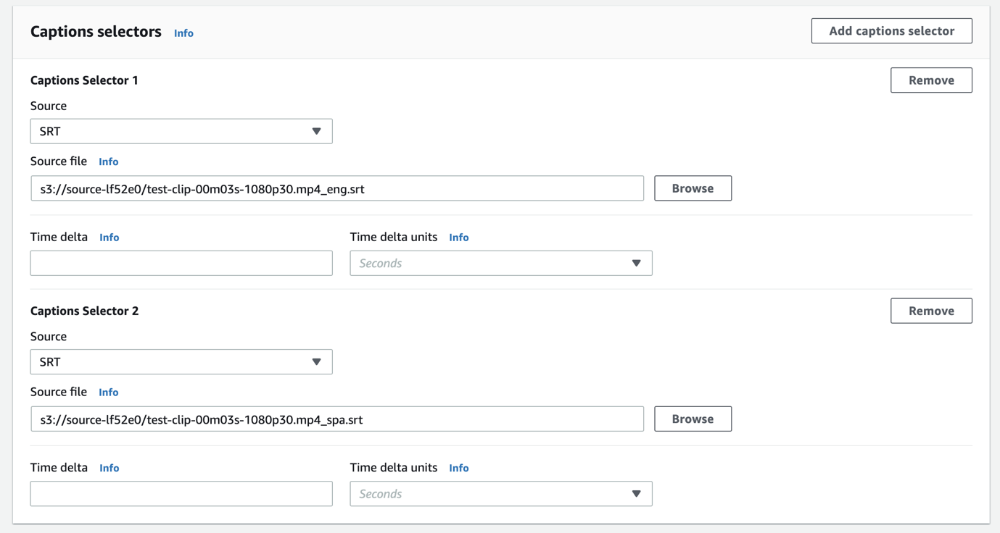 Captions selectors Info Add captions selector
Captions Selector 1 Remove
Source
SRT
Source file Info
s3://source-lf52e0/test-clip-00m03s-1080p30.mp4_eng.srt Browse
Time delta Info Time delta units Info
Seconds
Captions Selector 2 Remove
Source
SRT
Source file Info
s3://source-lf52e0/test-clip-00m03s-1080p30.mp4_spa.srt Browse
Time delta Info Time delta units Info
Seconds